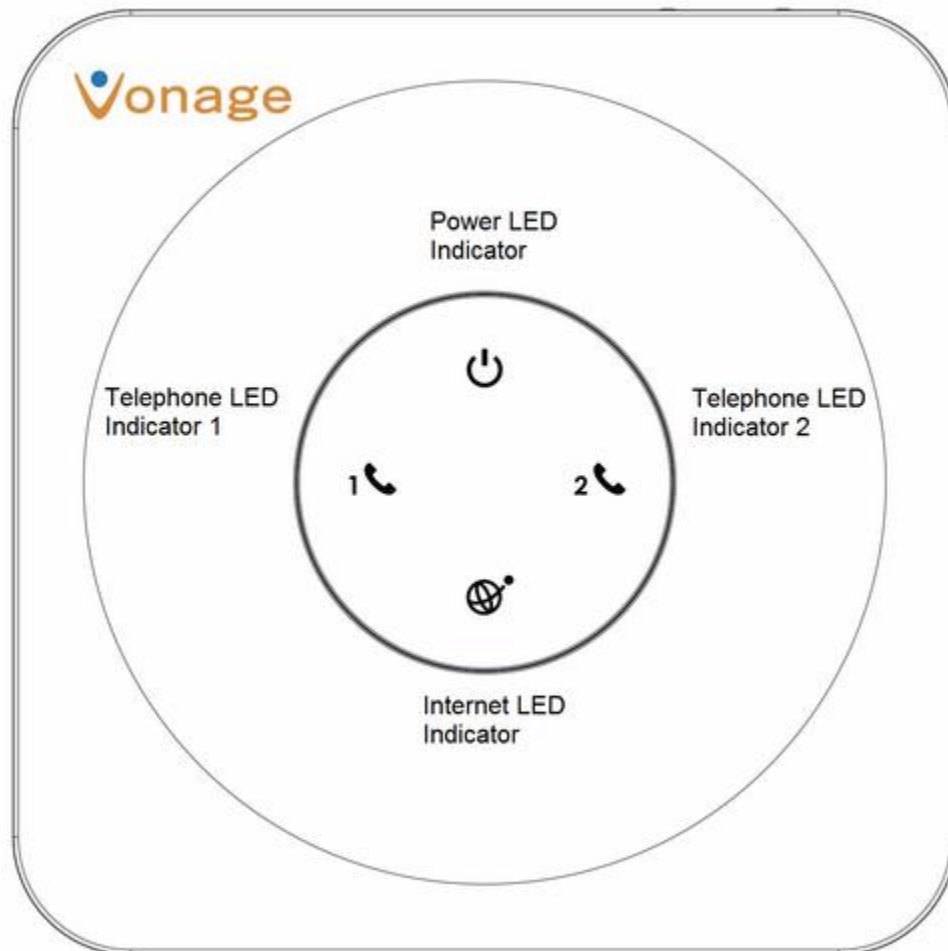 Vonage
Power LED
Indicator
Telephone LED
Indicator 1
Telephone LED
Indicator 2
1
2
Internet LED
Indicator